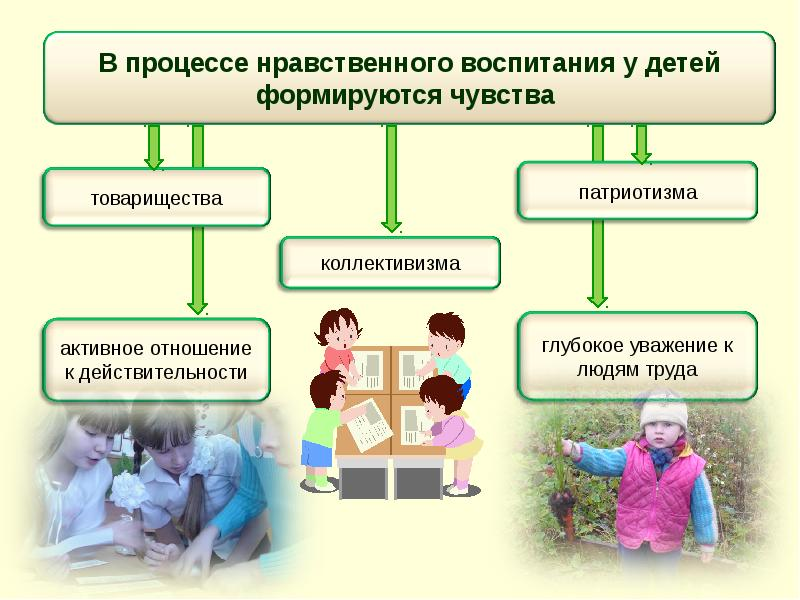 В процессе нравственного воспитания у детей
формируются чувства
товарищества
патриотизма
коллективизма
активное отношение
к действительности
глубокое уважение к
людям труда